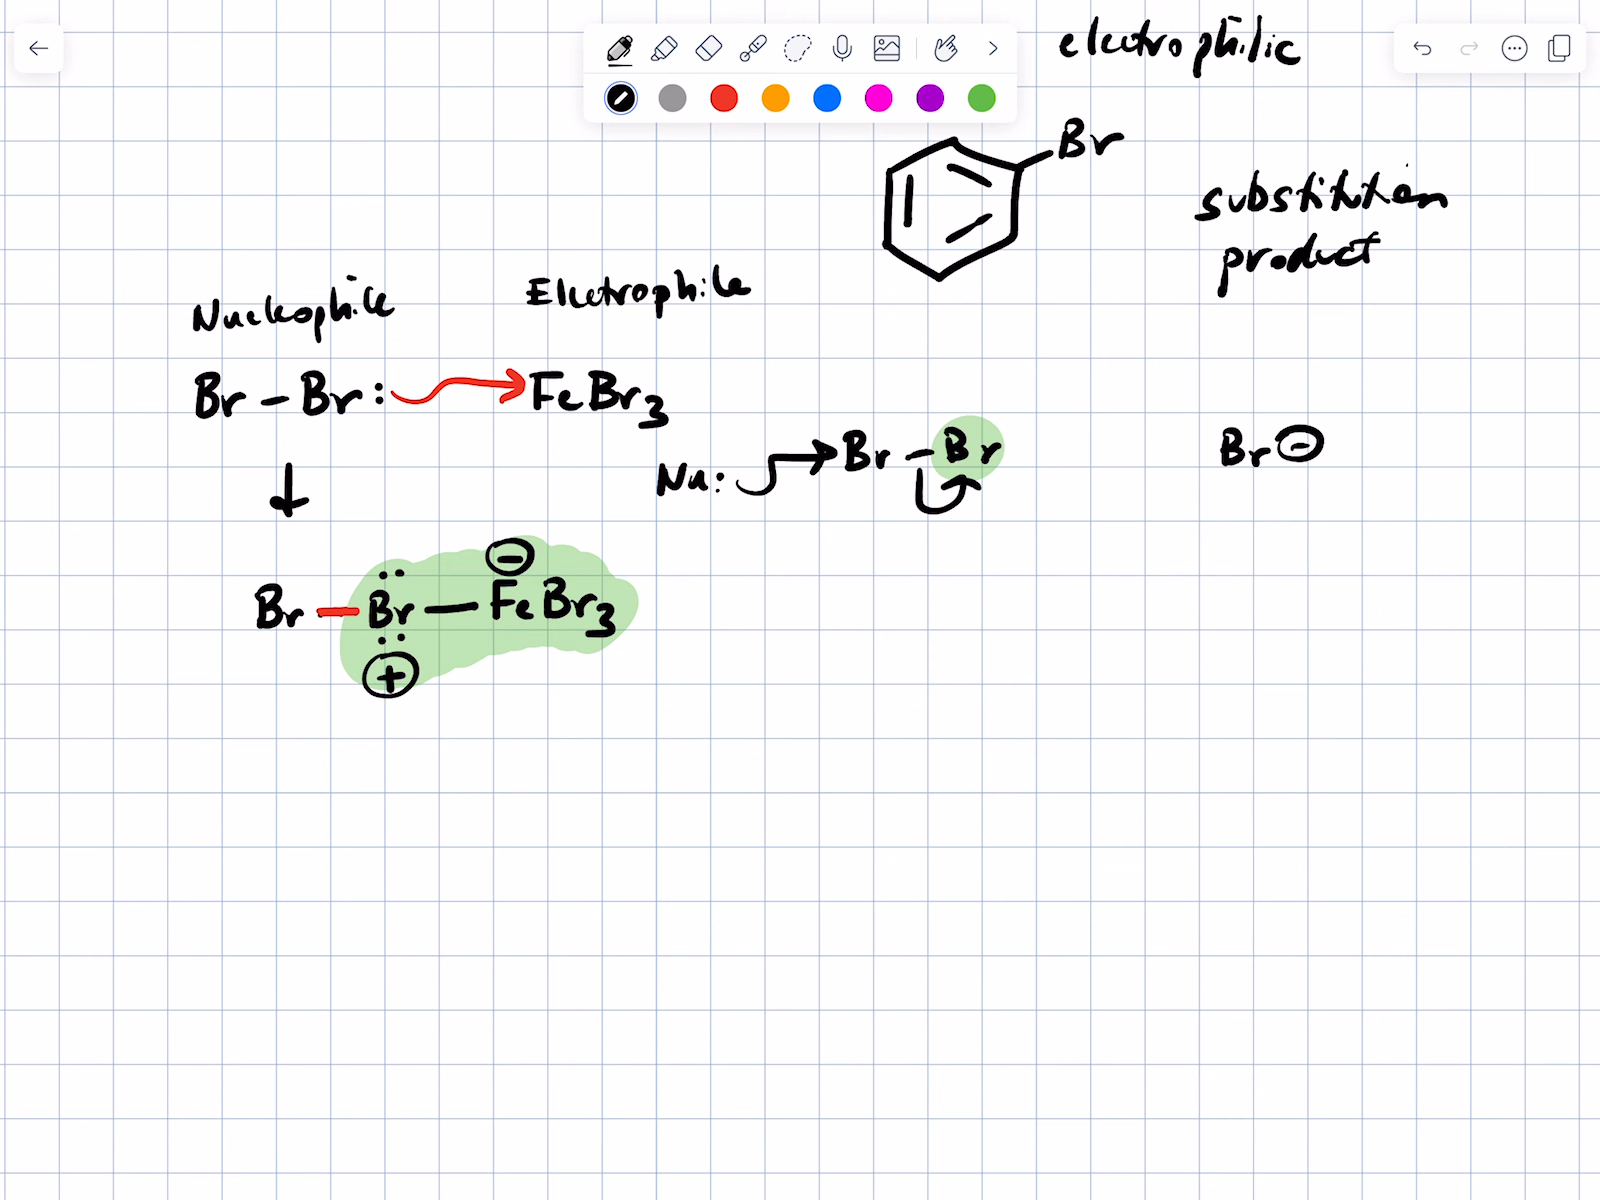 electrophilic
Br
substitution
product
Nucleophile
Electrophile
Br – Br: FeBr3
Nu: Br – Br
Br ⊖
⊖
Br – Br – FeBr3
⊕